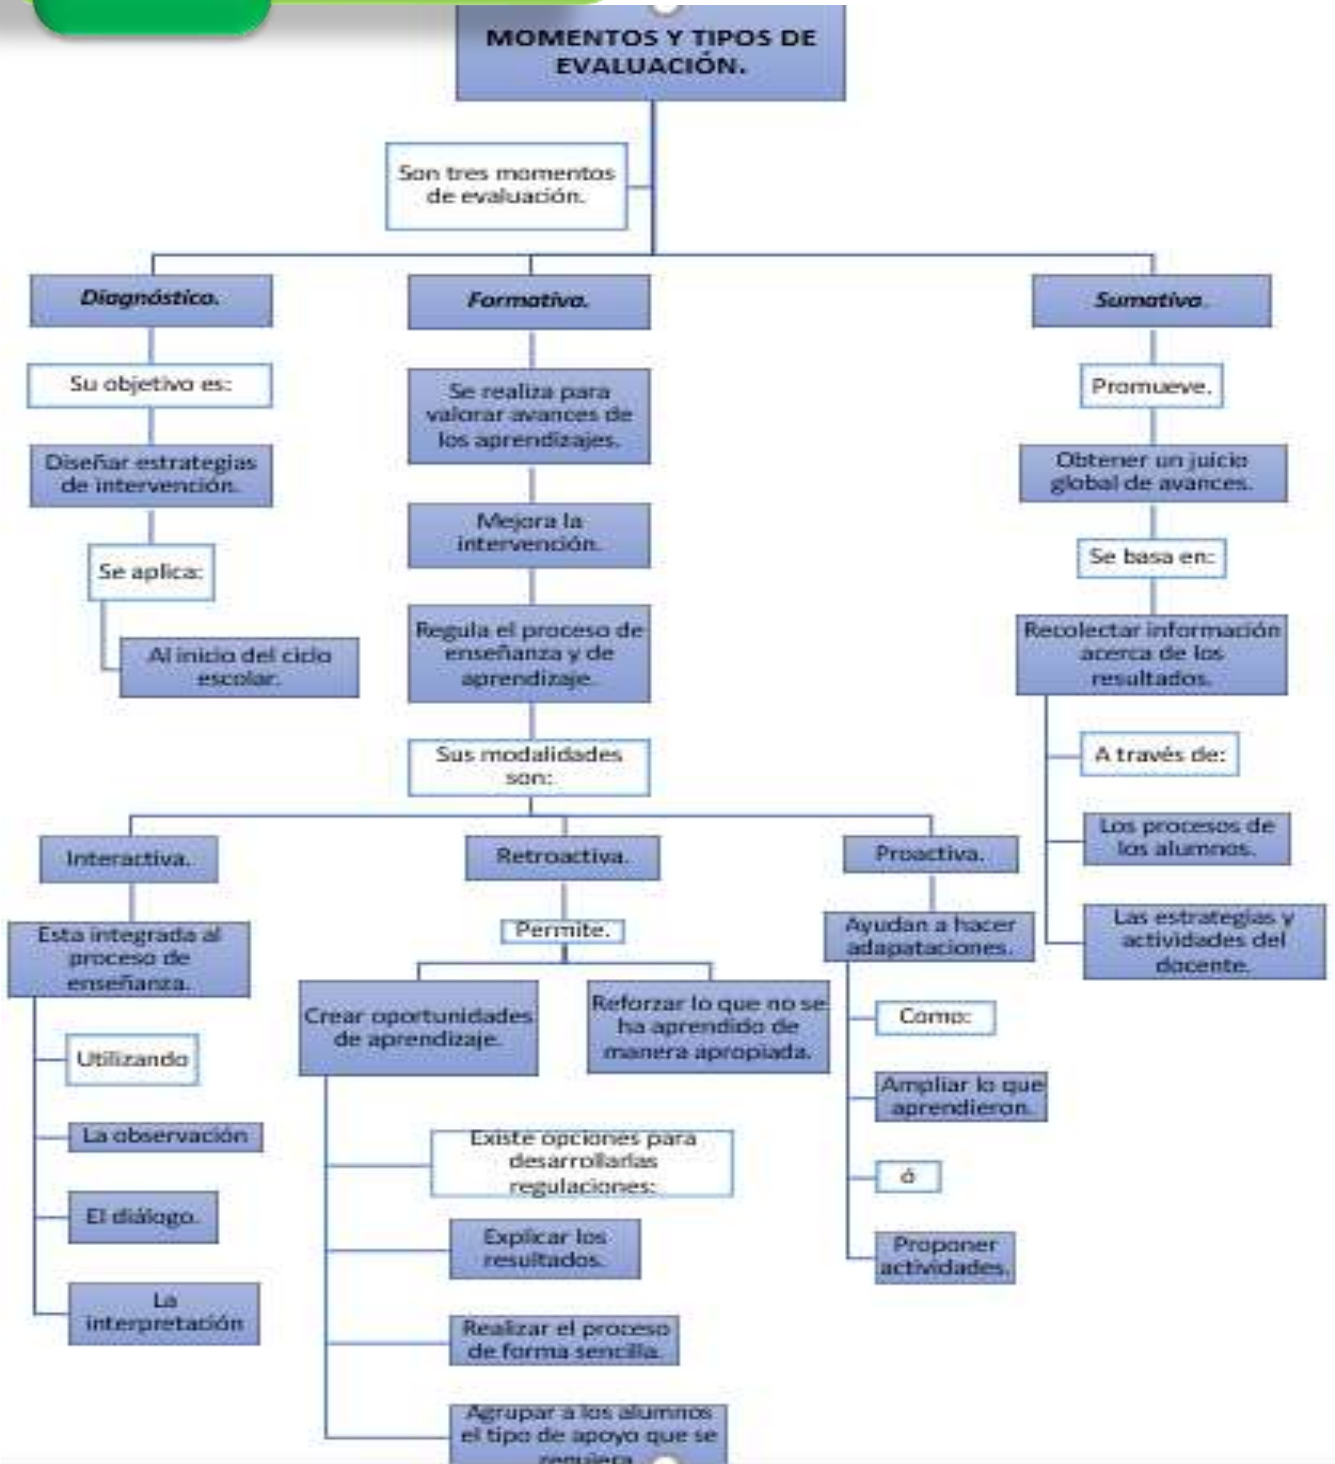 MOMENTOS Y TIPOS DE
EVALUACIÓN.
Son tres momentos
de evaluación.
Diagnóstica.
Su objetivo es:
Diseñar estrategias
de intervención.
Se aplica:
Al inicio del ciclo
escolar.
Formativa.
Se realiza para
valorar avances de
los aprendizajes.
Mejora la
intervención.
Regula el proceso de
enseñanza y de
aprendizaje.
Sus modalidades
son:
Interactiva.
Esta integrada al
proceso de
enseñanza.
Utilizando
La observación
El diálogo.
La
interpretación
Retroactiva.
Permite.
Crear oportunidades
de aprendizaje.
Existe opciones para
desarrollarlas
regulaciones:
Explicar los
resultados.
Realizar el proceso
de forma sencilla.
Agrupar a los alumnos
el tipo de apoyo que se
requiera
Reforzar lo que no se
ha aprendido de
manera apropiada.
Proactiva.
Ayudan a hacer
adapataciones.
Como:
Ampliar lo que
aprendieron.
ó
Proponer
actividades.
Sumativa.
Promueve.
Obtener un juicio
global de avances.
Se basa en:
Recolectar información
acerca de los
resultados.
A través de:
Los procesos de
los alumnos.
Las estrategias y
actividades del
docente.